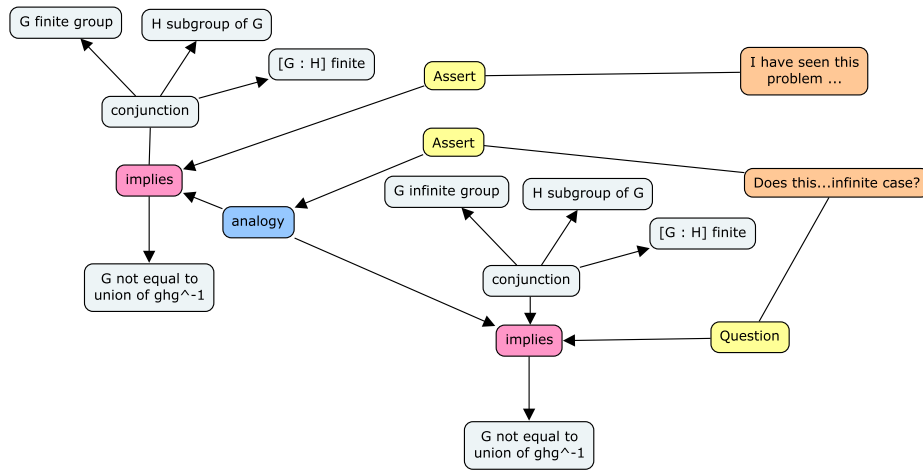 G finite group
H subgroup of G
[G : H] finite
Assert
I have seen this
problem ...
conjunction
Assert
implies
Does this...infinite case?
G infinite group
H subgroup of G
analogy
[G : H] finite
G not equal to
union of ghg^-1
conjunction
implies
Question
G not equal to
union of ghg^-1